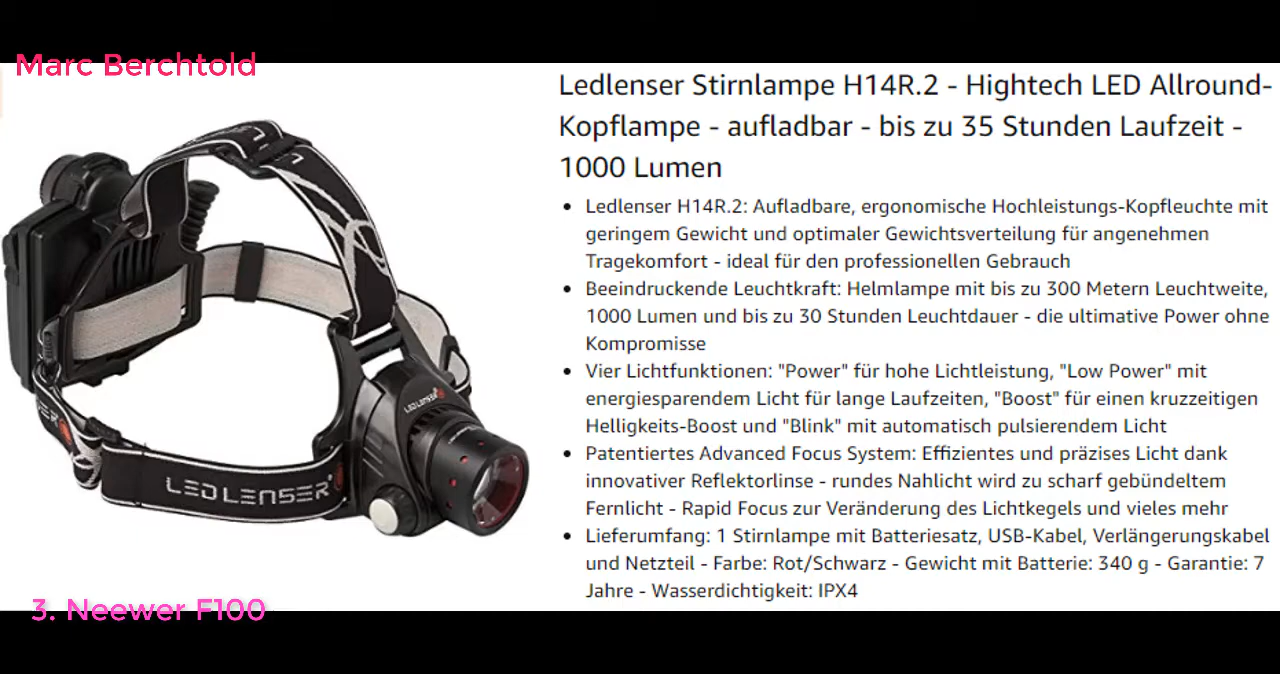 Marc Berchtold
Ledlenser Stirnlampe H14R.2 - Hightech LED Allround-
Kopflampe - aufladbar - bis zu 35 Stunden Laufzeit -
1000 Lumen
• Ledlenser H14R.2: Aufladbare, ergonomische Hochleistungs-Kopfleuchte mit
geringem Gewicht und optimaler Gewichtsverteilung für angenehmen
Tragekomfort - ideal für den professionellen Gebrauch
• Beeindruckende Leuchtkraft: Helmlampe mit bis zu 300 Metern Leuchtweite,
1000 Lumen und bis zu 30 Stunden Leuchtdauer - die ultimative Power ohne
Kompromisse
• Vier Lichtfunktionen: "Power" für hohe Lichtleistung, "Low Power" mit
energiesparendem Licht für lange Laufzeiten, "Boost" für einen kruzzeitigen
Helligkeits-Boost und "Blink" mit automatisch pulsierendem Licht
• Patentiertes Advanced Focus System: Effizientes und präzises Licht dank
innovativer Reflektorlinse - rundes Nahlicht wird zu scharf gebündeltem
Fernlicht - Rapid Focus zur Veränderung des Lichtkegels und vieles mehr
• Lieferumfang: 1 Stirnlampe mit Batteriesatz, USB-Kabel, Verlängerungskabel
und Netzteil - Farbe: Rot/Schwarz - Gewicht mit Batterie: 340 g - Garantie: 7
Jahre - Wasserdichtigkeit: IPX4
LED LENSER
LED LENSER
3. Neewer F100